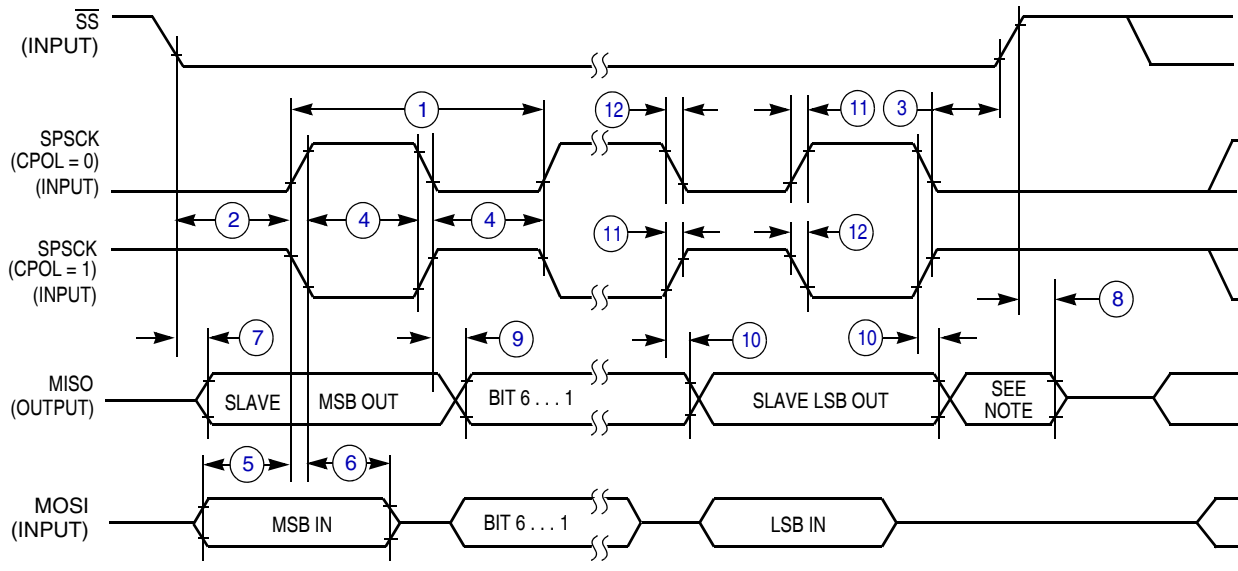 SS
(INPUT)
1
12
11
3
SPSCK
(CPOL = 0)
(INPUT)
2
4
4
SPSCK
(CPOL = 1)
(INPUT)
11
12
8
7
9
10
10
MISO
(OUTPUT)
SLAVE
MSB OUT
BIT 6 . . . 1
SLAVE LSB OUT
SEE
NOTE
5
6
MOSI
(INPUT)
MSB IN
BIT 6 . . . 1
LSB IN